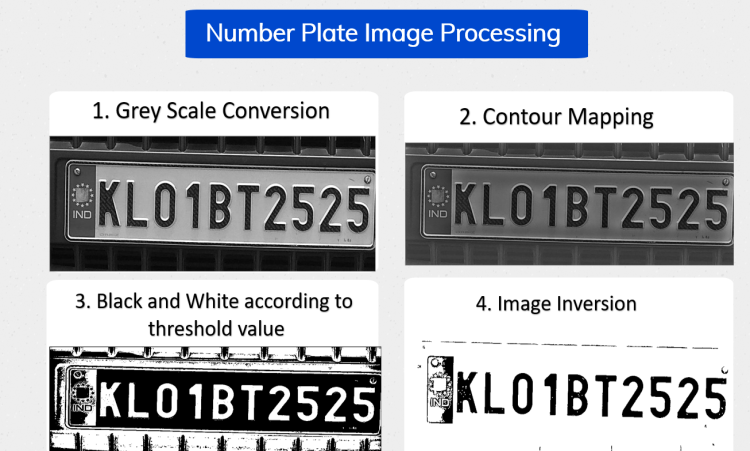 Number Plate Image Processing
1. Grey Scale Conversion
2. Contour Mapping
IND KL01BT2525
IND KL01BT2525
3. Black and White according to
threshold value
4. Image Inversion
IND KL01BT2525
IND KL01BT2525